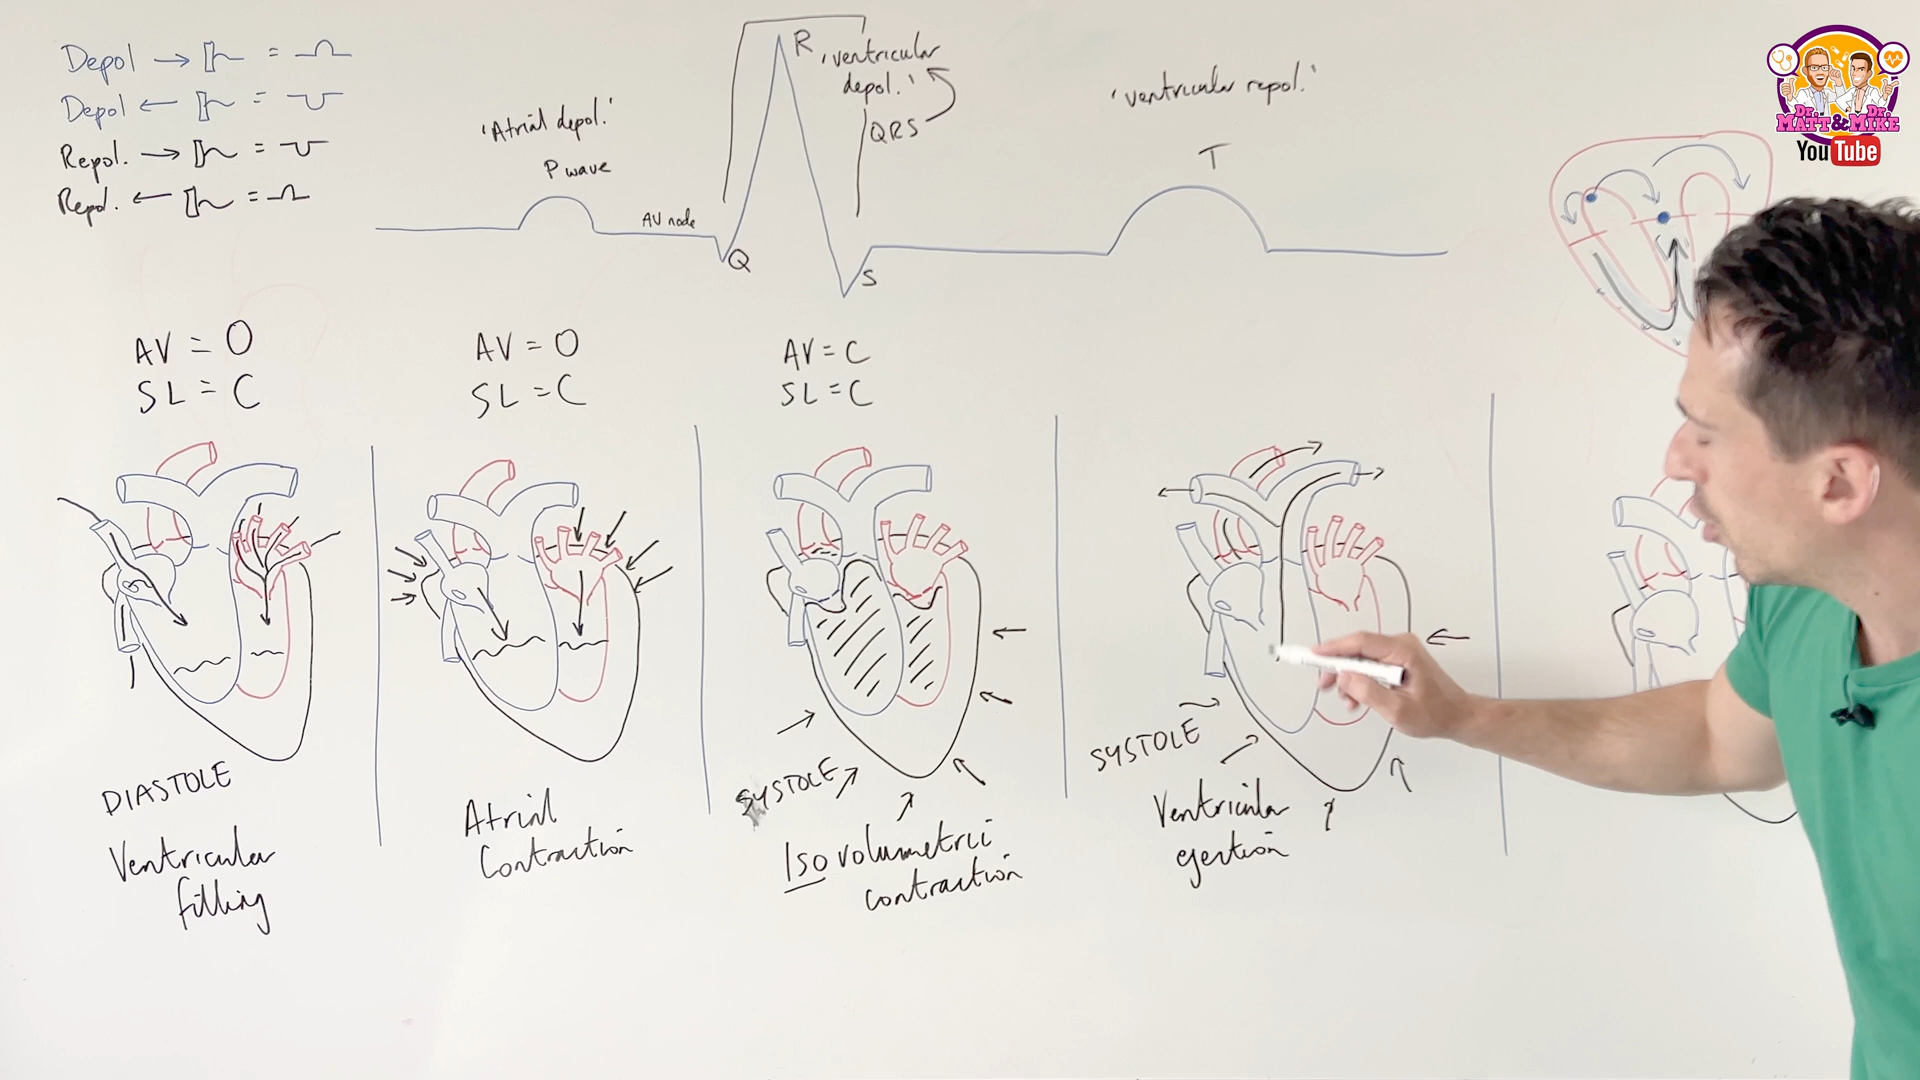 Depol → = 
Depol ← = 
Repol. → = 
Repol. ← = 
'Atrial depol.'
P wave
AV node
Q
R
S
'ventricular
depol.'
QRS
'ventricular repol.'
T
Dr. Dr.
MATT & MIKE
YouTube
AV = O
SL = C
AV = O
SL = C
AV = C
SL = C
DIASTOLE
Ventricular
filling
Atrial
Contraction
SYSTOLE
Isovolumetric
contraction
SYSTOLE
Ventricular
ejection